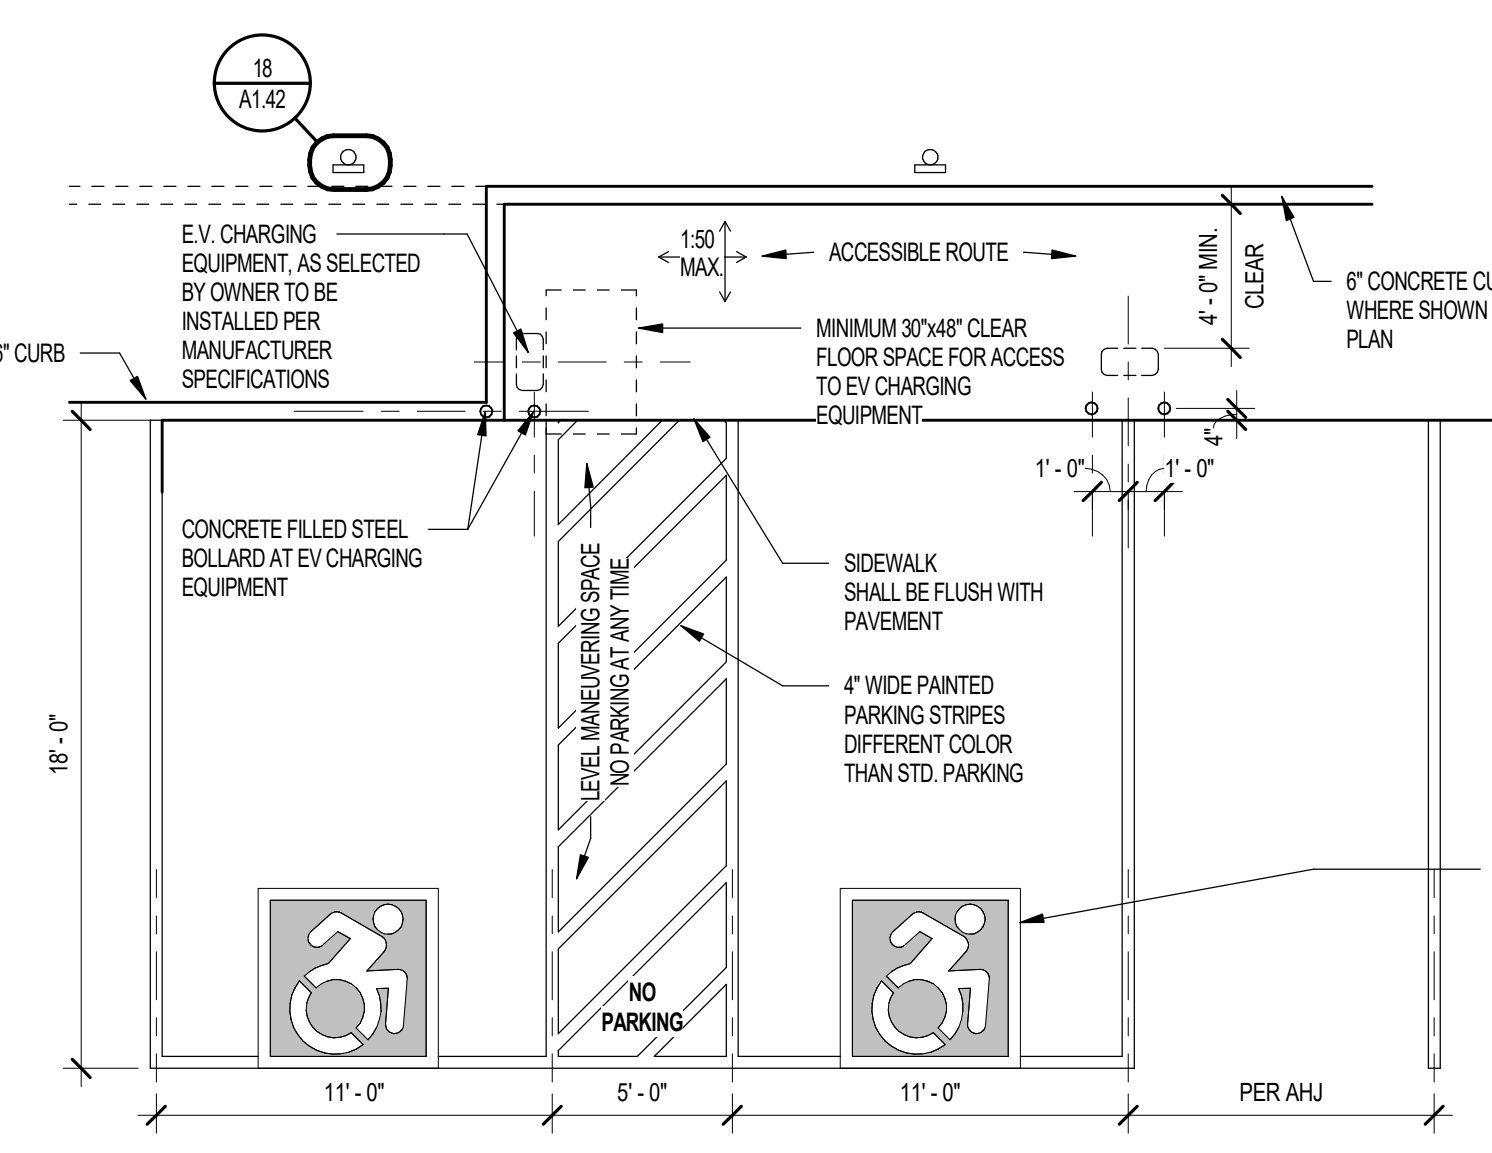 18
A1.42
E.V. CHARGING
EQUIPMENT, AS SELECTED
BY OWNER TO BE
INSTALLED PER
MANUFACTURER
SPECIFICATIONS
6" CURB
1:50
MAX.
ACCESSIBLE ROUTE
4' - 0" MIN.
CLEAR
6" CONCRETE CU
WHERE SHOWN
PLAN
MINIMUM 30"x48" CLEAR
FLOOR SPACE FOR ACCESS
TO EV CHARGING
EQUIPMENT
4"
1' - 0"
1' - 0"
CONCRETE FILLED STEEL
BOLLARD AT EV CHARGING
EQUIPMENT
LEVEL MANEUVERING SPACE
NO PARKING AT ANY TIME
SIDEWALK
SHALL BE FLUSH WITH
PAVEMENT
4" WIDE PAINTED
PARKING STRIPES
DIFFERENT COLOR
THAN STD. PARKING
18' - 0"
NO
PARKING
11' - 0"
5' - 0"
11' - 0"
PER AHJ